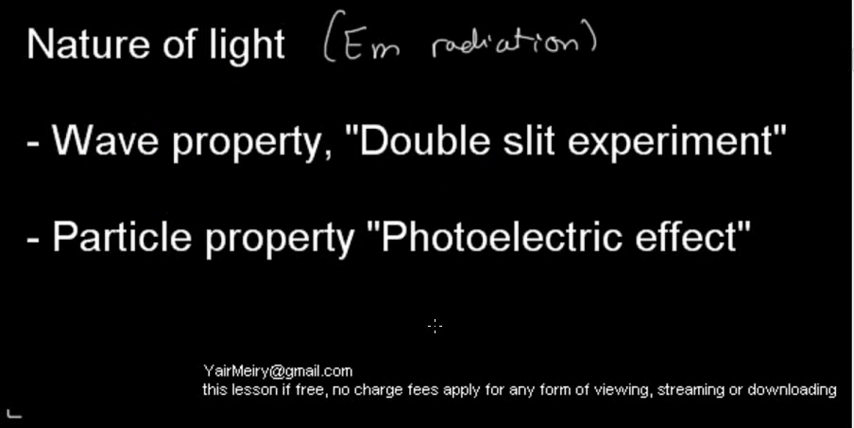 Nature of light (Em radiation)
- Wave property, "Double slit experiment"
- Particle property "Photoelectric effect"
YairMeiry@gmail.com
this lesson if free, no charge fees apply for any form of viewing, streaming or downloading